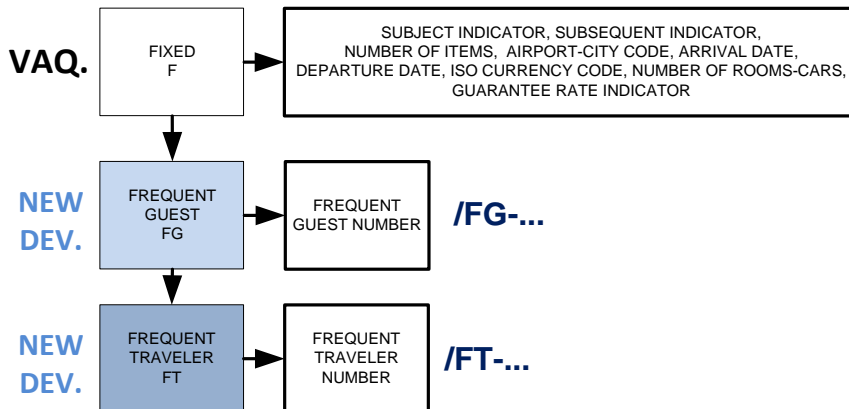 VAQ.
FIXED
F
SUBJECT INDICATOR, SUBSEQUENT INDICATOR,
NUMBER OF ITEMS, AIRPORT-CITY CODE, ARRIVAL DATE,
DEPARTURE DATE, ISO CURRENCY CODE, NUMBER OF ROOMS-CARS,
GUARANTEE RATE INDICATOR
NEW
DEV.
FREQUENT
GUEST
FG
FREQUENT
GUEST NUMBER
/FG-...
NEW
DEV.
FREQUENT
TRAVELER
FT
FREQUENT
TRAVELER
NUMBER
/FT-...